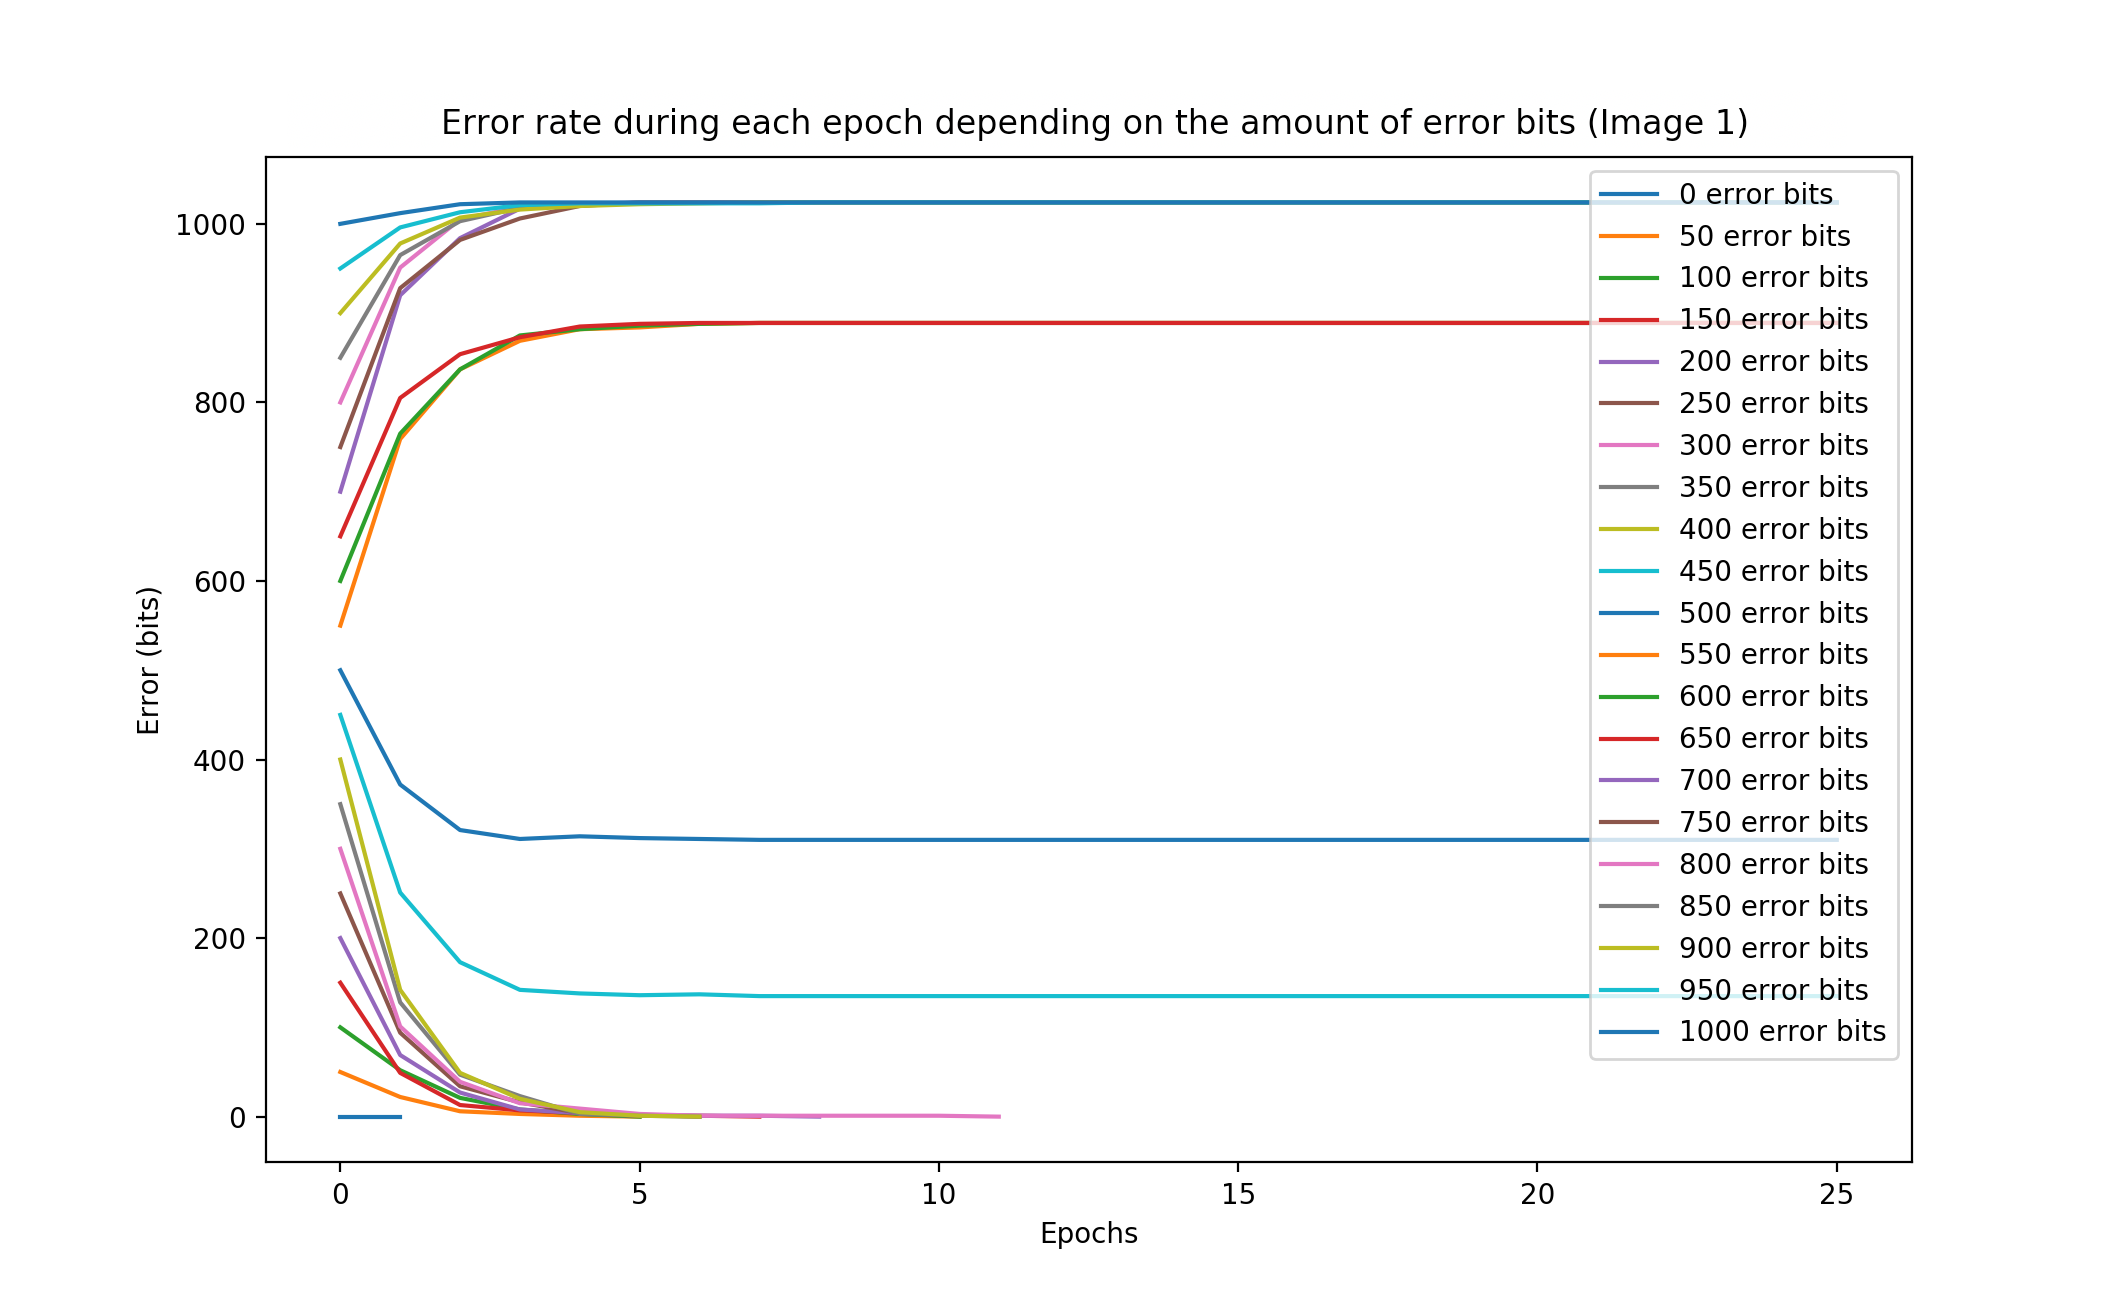 Error rate during each epoch depending on the amount of error bits (Image 1)
1000
800
600
400
200
0
Error (bits)
0 error bits
50 error bits
100 error bits
150 error bits
200 error bits
250 error bits
300 error bits
350 error bits
400 error bits
450 error bits
500 error bits
550 error bits
600 error bits
650 error bits
700 error bits
750 error bits
800 error bits
850 error bits
900 error bits
950 error bits
1000 error bits
0 5 10 15 20 25
Epochs